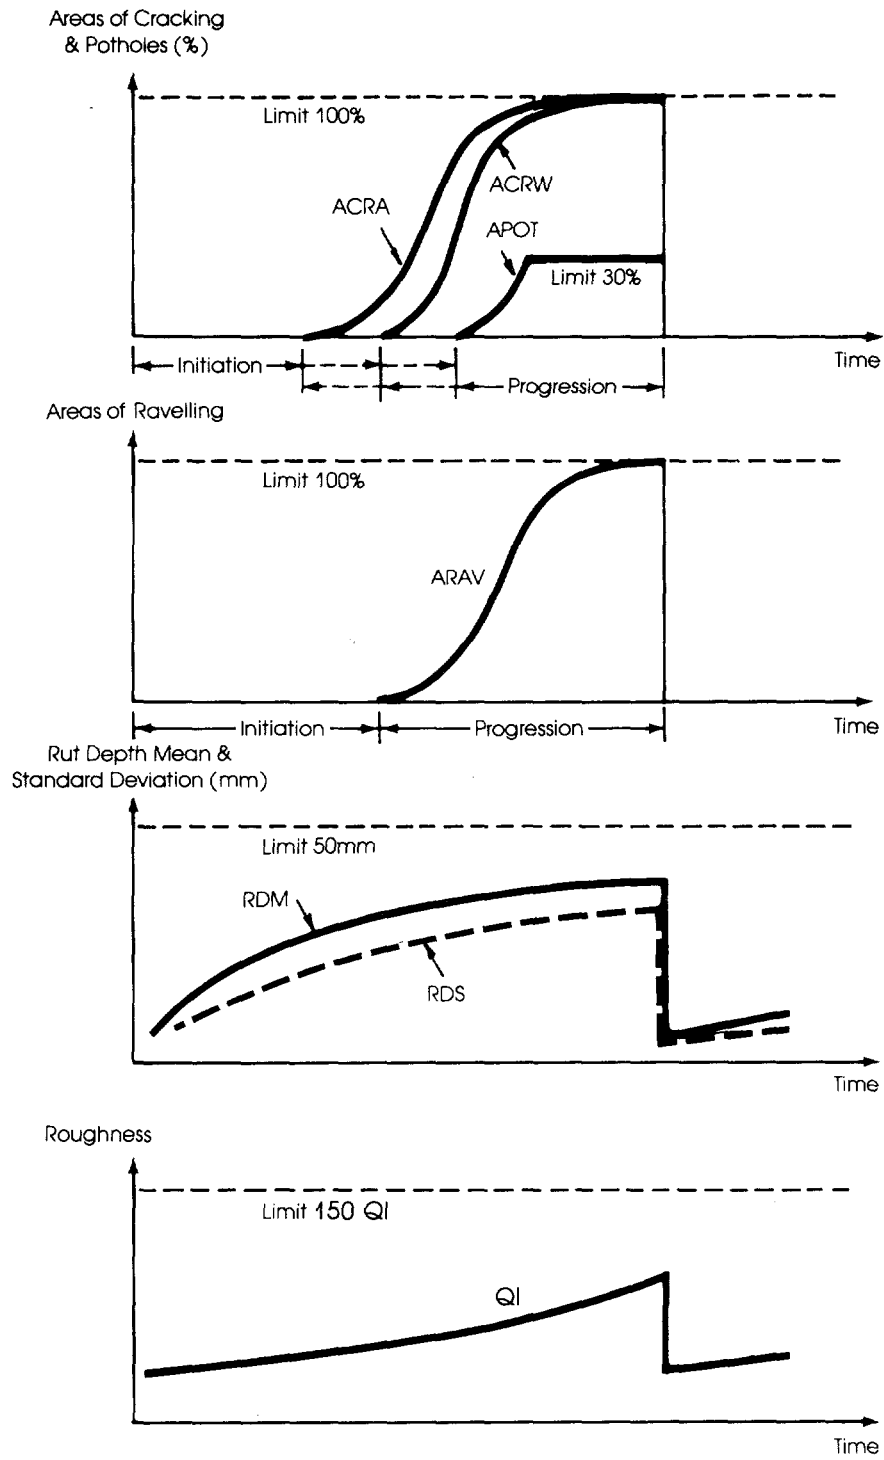 Areas of Cracking
& Potholes (%)
Limit 100%
ACRA
ACRW
APOT
Limit 30%
Time
Initiation
Progression
Areas of Ravelling
Limit 100%
ARAV
Time
Initiation
Progression
Rut Depth Mean &
Standard Deviation (mm)
Limit 50mm
RDM
RDS
Time
Roughness
Limit 150 QI
QI
Time